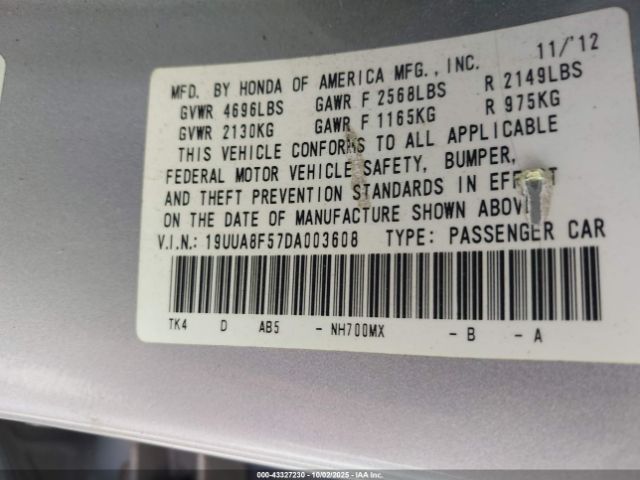 11/'12
MFD. BY HONDA OF AMERICA MFG., INC.
GVWR 4696LBS GAWR F 2568LBS R 2149LBS
GVWR 2130KG GAWR F 1165KG R 975KG
THIS VEHICLE CONFORMS TO ALL APPLICABLE
FEDERAL MOTOR VEHICLE SAFETY, BUMPER,
AND THEFT PREVENTION STANDARDS IN EFFECT
ON THE DATE OF MANUFACTURE SHOWN ABOVE.
V.I.N.: 19UUA8F57DA003608 TYPE: PASSENGER CAR
TK4 D AB5 - NH700MX - B - A
000-43327230 - 10/02/2025 - IAA Inc.